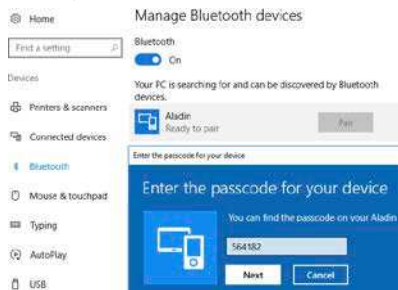 Home
Find a setting
Devices
Printers & scanners
Connected devices
Bluetooth
Mouse & touchpad
Typing
AutoPlay
USB
Manage Bluetooth devices
Bluetooth
On
Your PC is searching for and can be discovered by Bluetooth
devices.
Aladin
Ready to pair
Pair
Enter the passcode for your device
Enter the passcode for your device
You can find the passcode on your Aladin
564182
Next
Cancel